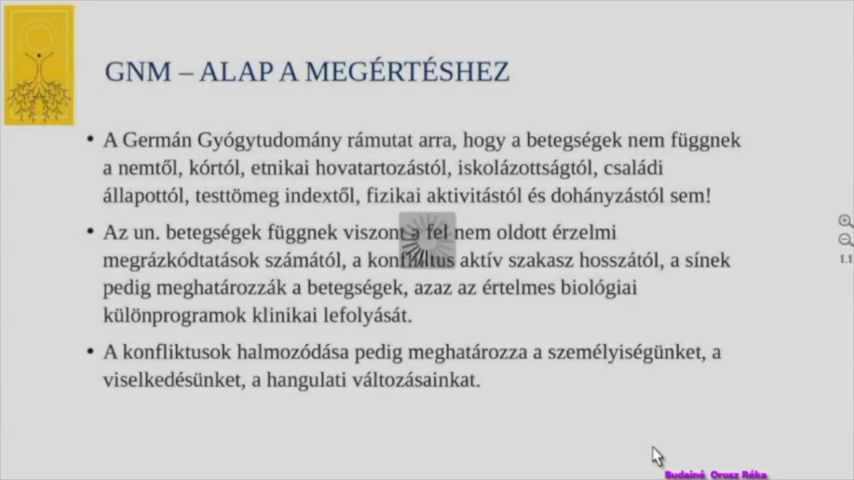 GNM – ALAP A MEGÉRTÉSHEZ
• A Germán Gyógytudomány rámutat arra, hogy a betegségek nem függnek
a nemtől, kórtól, etnikai hovatartozástól, iskolázottságtól, családi
állapottól, testtömeg indextől, fizikai aktivitástól és dohányzástól sem!
• Az un. betegségek függnek viszont a fel nem oldott érzelmi
megrázkódtatások számától, a konfliktus aktív szakasz hosszától, a sínek
pedig meghatározzák a betegségek, azaz az értelmes biológiai
különprogramok klinikai lefolyását.
• A konfliktusok halmozódása pedig meghatározza a személyiségünket, a
viselkedésünket, a hangulati változásainkat.
1.1
Budainé Orosz Réka